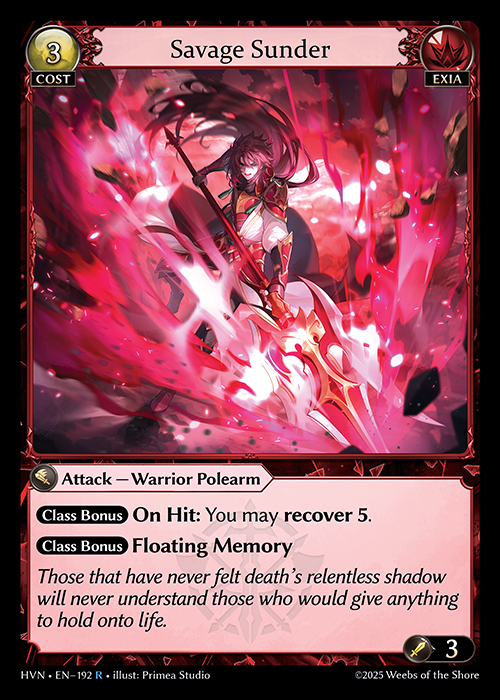 3
Savage Sunder
COST
EXIA
Attack — Warrior Polearm
Class Bonus On Hit: You may recover 5.
Class Bonus Floating Memory
Those that have never felt death's relentless shadow
will never understand those who would give anything
to hold onto life.
3
HVN • EN-192 R • illust: Primea Studio
©2025 Weebs of the Shore